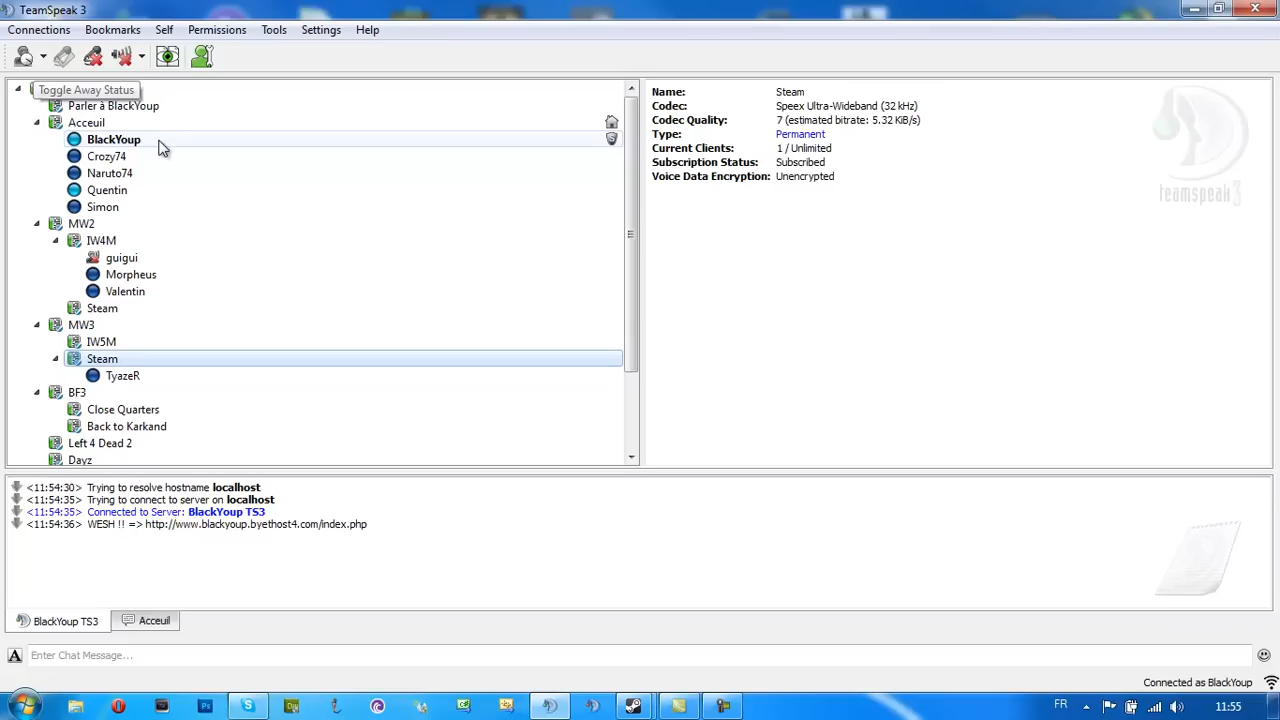 TeamSpeak 3
Connections Bookmarks Self Permissions Tools Settings Help
Toggle Away Status
Parler à BlackYoup
Acceuil
BlackYoup
Crozy74
Naruto74
Quentin
Simon
MW2
IW4M
guigui
Morpheus
Valentin
Steam
MW3
IW5M
Steam
TyazeR
BF3
Close Quarters
Back to Karkand
Left 4 Dead 2
Dayz
Name: Steam
Codec: Speex Ultra-Wideband (32 kHz)
Codec Quality: 7 (estimated bitrate: 5.32 KiB/s)
Type: Permanent
Current Clients: 1 / Unlimited
Subscription Status: Subscribed
Voice Data Encryption: Unencrypted
teamspeak3
<11:54:30> Trying to resolve hostname localhost
<11:54:35> Trying to connect to server on localhost
<11:54:35> Connected to Server: BlackYoup TS3
<11:54:36> WESH !! => http://www.blackyoup.byethost4.com/index.php
BlackYoup TS3 Acceuil
A Enter Chat Message...
Connected as BlackYoup
FR 11:55